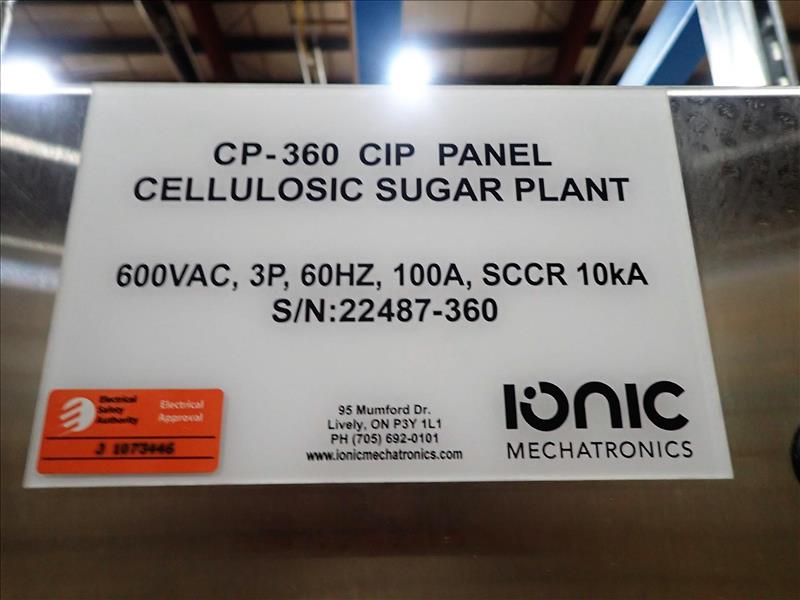 CP-360 CIP PANEL
CELLULOSIC SUGAR PLANT
600VAC, 3P, 60HZ, 100A, SCCR 10kA
S/N:22487-360
Electrical
Safety
Authority
Electrical
Approval
J 1073446
95 Mumford Dr.
Lively, ON P3Y 1L1
PH (705) 692-0101
www.ionicmechatronics.com
IONIC
MECHATRONICS